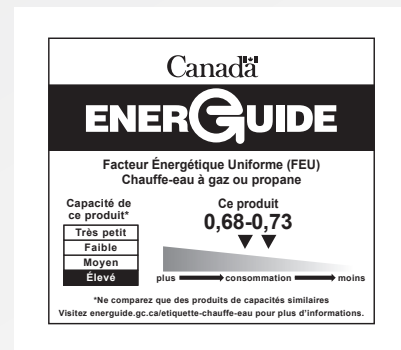 Canada
ENERGUIDE
Facteur Énergétique Uniforme (FEU)
Chauffe-eau à gaz ou propane
Capacité de
ce produit*
Très petit
Faible
Moyen
Élevé
Ce produit
0,68-0,73
plus consommation moins
*Ne comparez que des produits de capacités similaires
Visitez energuide.gc.ca/etiquette-chauffe-eau pour plus d'informations.